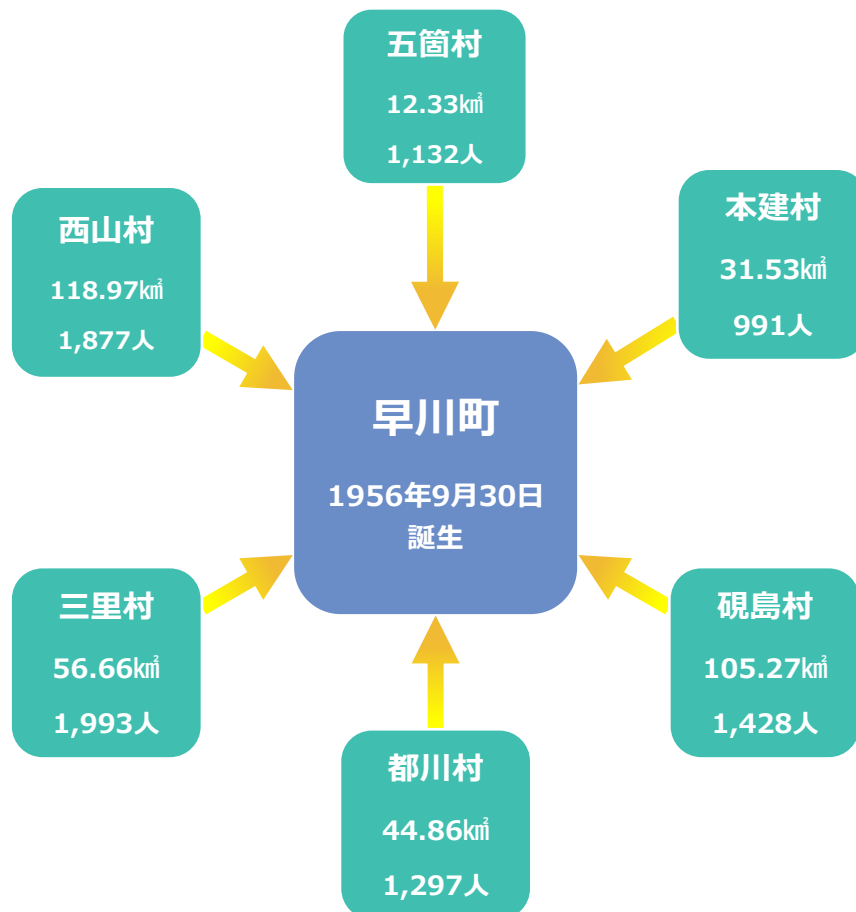 五箇村
12.33㎢
1,132人
本建村
31.53㎢
991人
西山村
118.97㎢
1,877人
早川町
1956年9月30日
誕生
三里村
56.66㎢
1,993人
硯島村
105.27㎢
1,428人
都川村
44.86㎢
1,297人